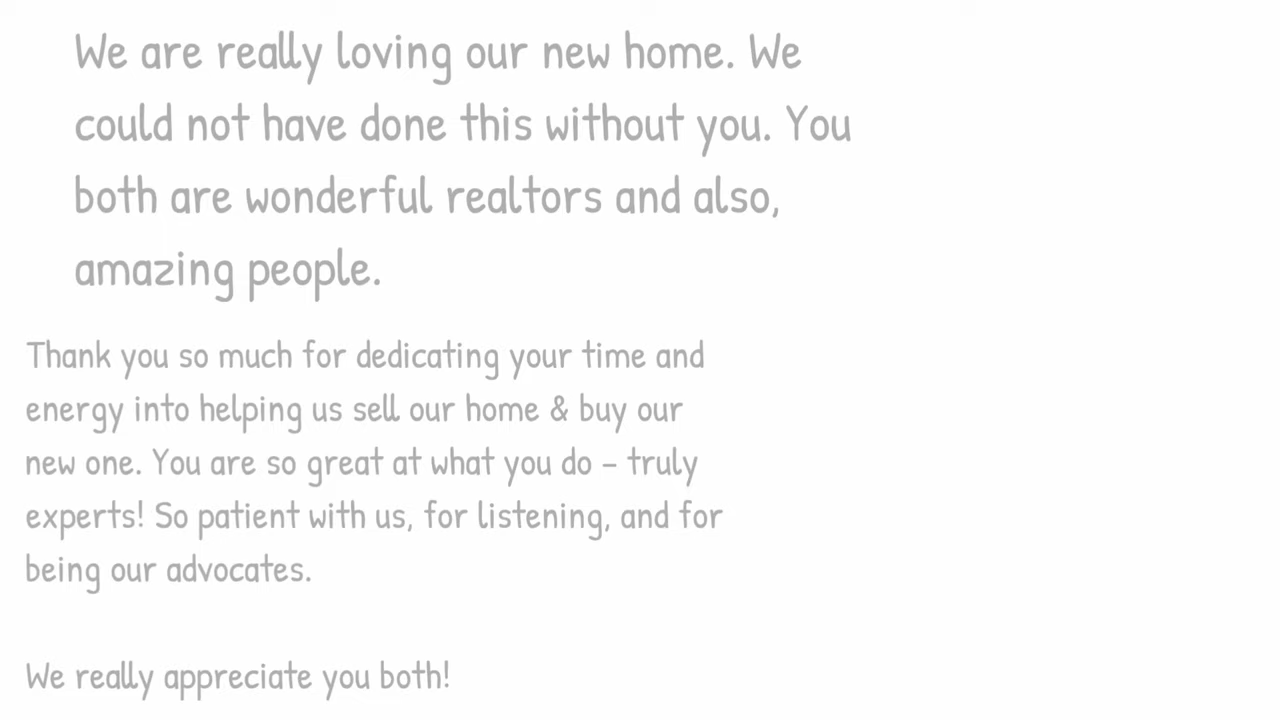 We are really loving our new home. We
could not have done this without you. You
both are wonderful realtors and also,
amazing people.
Thank you so much for dedicating your time and
energy into helping us sell our home & buy our
new one. You are so great at what you do – truly
experts! So patient with us, for listening, and for
being our advocates.
We really appreciate you both!